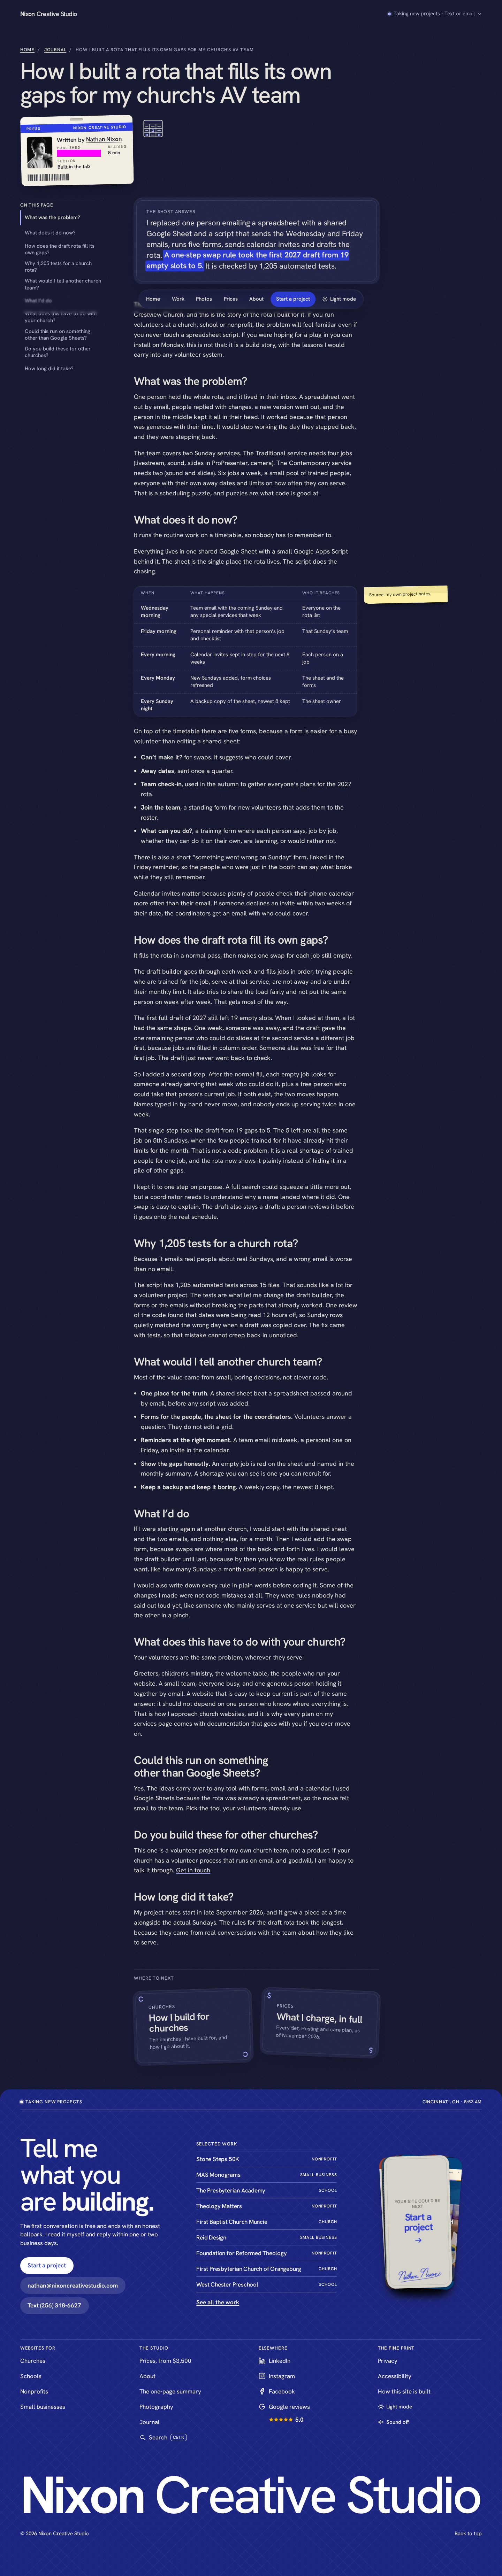 Nixon Creative Studio
Taking new projects · Text or email
HOME / JOURNAL / HOW I BUILT A ROTA THAT FILLS ITS OWN GAPS FOR MY CHURCH'S AV TEAM
How I built a rota that fills its own
gaps for my church's AV team
PRESS NIXON CREATIVE STUDIO
Written by Nathan Nixon
PUBLISHED
READING
8 min
SECTION
Built in the lab
ON THIS PAGE
What was the problem?
What does it do now?
How does the draft rota fill its
own gaps?
Why 1,205 tests for a church
rota?
What would I tell another church
team?
What I'd do
What does this have to do with
your church?
Could this run on something
other than Google Sheets?
Do you build these for other
churches?
How long did it take?
THE SHORT ANSWER
I replaced one person emailing a spreadsheet with a shared
Google Sheet and a script that sends the Wednesday and Friday
emails, runs five forms, sends calendar invites and drafts the
rota. A one-step swap rule took the first 2027 draft from 19
empty slots to 5. It is checked by 1,205 automated tests.
Home Work Photos Prices About Start a project Light mode
Crestview Church, and this is the story of the rota I built for it. If you run
volunteers at a church, school or nonprofit, the problem will feel familiar even if
you never touch a spreadsheet yourself. If you were hoping for a plug-in you can
install on Monday, this is not that: it is a build story, with the lessons I would
carry into any volunteer system.
What was the problem?
One person held the whole rota, and it lived in their inbox. A spreadsheet went
out by email, people replied with changes, a new version went out, and the
person in the middle kept it all in their head. It worked because that person
was generous with their time. It would stop working the day they stepped back,
and they were everyone's back.
The team covers two Sunday services. The Traditional service needs four jobs
(livestream, sound, slides in ProPresenter, camera). The Contemporary service
needs two (sound and slides). Six jobs a week, a small pool of trained people,
everyone with their own away dates and limits on how often they can serve.
That is a scheduling puzzle, and puzzles are what code is good at.
What does it do now?
It runs the routine work on a timetable, so nobody has to remember to.
Everything lives in one shared Google Sheet with a small Google Apps Script
behind it. The sheet is the single place the rota lives. The script does the
chasing.
WHEN WHAT HAPPENS WHO IT REACHES
Wednesday morning Team email with the coming Sunday and any special services that week Everyone on the rota list
Friday morning Personal reminder with that person's job and checklist That Sunday's team
Every morning Calendar invites kept in step for the next 8 weeks Each person on a job
Every Monday New Sundays added, form choices refreshed The sheet and the forms
Every Sunday night A backup copy of the sheet, newest 8 kept The sheet owner
Source: my own project notes.
On top of the timetable there are five forms, because a form is easier for a busy
volunteer than editing a shared sheet:
• Can't make it? for swaps. It suggests who could cover.
• Away dates, sent once a quarter.
• Team check-in, used in the autumn to gather everyone's plans for the 2027
rota.
• Join the team, a standing form for new volunteers that adds them to the
roster.
• What can you do?, a training form where each person says, job by job,
whether they can do it on their own, are learning, or would rather not.
There is also a short “something went wrong on Sunday” form, linked in the
Friday reminder, so the people who were just in the booth can say what broke
while they still remember.
Calendar invites matter because plenty of people check their phone calendar
more often than their email. If someone declines an invite within two weeks of
their date, the coordinators get an email with who could cover.
How does the draft rota fill its own gaps?
It fills the rota in a normal pass, then makes one swap for each job still empty.
The draft builder goes through each week and fills jobs in order, trying people
who are trained for the job, serve at that service, are not away and are under
their monthly limit. It also tries to share the load fairly and not put the same
person on week after week. That gets most of the way.
The first full draft of 2027 still left 19 empty slots. When I looked at them, a lot
had the same shape. One week, someone was away, and the draft gave the
one remaining person who could do slides at the second service a different job
first, because jobs are filled in column order. Someone else was free for that
first job. The draft just never went back to check.
So I added a second step. After the normal fill, each empty job looks for
someone already serving that week who could do it, plus a free person who
could take that person's current job. If both exist, the two moves happen.
Names typed in by hand never move, and nobody ends up serving twice in one
week.
That single step took the draft from 19 gaps to 5. The 5 left are all the same
job on 5th Sundays, when the few people trained for it have already hit their
limits for the month. That is not a code problem. It is a real shortage of trained
people for one job, and the rota now shows it plainly instead of hiding it in a
pile of other gaps.
I kept it to one step on purpose. A full search could squeeze a little more out,
but a coordinator needs to understand why a name landed where it did. One
swap is easy to explain. The draft also stays a draft: a person reviews it before
it goes onto the real schedule.
Why 1,205 tests for a church rota?
Because it emails real people about real Sundays, and a wrong email is worse
than no email.
The script has 1,205 automated tests across 15 files. That sounds like a lot for
a volunteer project. The tests are what let me change the draft builder, the
forms or the emails without breaking the parts that already worked. One review
of the code found that dates were being read 12 hours off, so Sunday rows
quietly matched the wrong day when a draft was copied over. The fix came
with tests, so that mistake cannot creep back in unnoticed.
What would I tell another church team?
Most of the value came from small, boring decisions, not clever code.
• One place for the truth. A shared sheet beat a spreadsheet passed around
by email, before any script was added.
• Forms for the people, the sheet for the coordinators. Volunteers answer a
question. They do not edit a grid.
• Reminders at the right moment. A team email midweek, a personal one on
Friday, an invite in the calendar.
• Show the gaps honestly. An empty job is red on the sheet and named in the
monthly summary. A shortage you can see is one you can recruit for.
• Keep a backup and keep it boring. A weekly copy, the newest 8 kept.
What I'd do
If I were starting again at another church, I would start with the shared sheet
and the two emails, and nothing else, for a month. Then I would add the swap
form, because swaps are where most of the back-and-forth lives. I would leave
the draft builder until last, because by then you know the real rules people
want, like how many Sundays a month each person is happy to serve.
I would also write down every rule in plain words before coding it. Some of the
changes I made were not code mistakes at all. They were rules nobody had
said out loud yet, like someone who mainly serves at one service but will cover
the other in a pinch.
What does this have to do with your church?
Your volunteers are the same problem, wherever they serve.
Greeters, children's ministry, the welcome table, the people who run your
website. A small team, everyone busy, and one generous person holding it
together by email. A website that is easy to keep current is part of the same
answer: it should not depend on one person who knows where everything is.
That is how I approach church websites, and it is why every plan on my
services page comes with documentation that goes with you if you ever move
on.
Could this run on something
other than Google Sheets?
Yes. The ideas carry over to any tool with forms, email and a calendar. I used
Google Sheets because the rota was already a spreadsheet, so the move felt
small to the team. Pick the tool your volunteers already use.
Do you build these for other churches?
This one is a volunteer project for my own church team, not a product. If your
church has a volunteer process that runs on email and goodwill, I am happy to
talk it through. Get in touch.
How long did it take?
My project notes start in late September 2026, and it grew a piece at a time
alongside the actual Sundays. The rules for the draft rota took the longest,
because they came from real conversations with the team about how they like
to serve.
WHERE TO NEXT
C
CHURCHES
How I build for
churches
The churches I have built for, and
how I go about it.
C
$
PRICES
What I charge, in full
Every tier, Hosting and care plan, as
of November 2026.
$
TAKING NEW PROJECTS
CINCINNATI, OH · 8:53 AM
Tell me
what you
are building.
The first conversation is free and ends with an honest
ballpark. I read it myself and reply within one or two
business days.
Start a project
nathan@nixoncreativestudio.com
Text (256) 318-6627
SELECTED WORK
Stone Steps 50K NONPROFIT
MAS Monograms SMALL BUSINESS
The Presbyterian Academy SCHOOL
Theology Matters NONPROFIT
First Baptist Church Muncie CHURCH
Reid Design SMALL BUSINESS
Foundation for Reformed Theology NONPROFIT
First Presbyterian Church of Orangeburg CHURCH
West Chester Preschool SCHOOL
See all the work
YOUR SITE COULD BE
NEXT.
Start a
project
Nathan Nixon
WEBSITES FOR
Churches
Schools
Nonprofits
Small businesses
THE STUDIO
Prices, from $3,500
About
The one-page summary
Photography
Journal
Search Ctrl K
ELSEWHERE
LinkedIn
Instagram
Facebook
Google reviews
★★★★★ 5.0
THE FINE PRINT
Privacy
Accessibility
How this site is built
Light mode
Sound off
Nixon Creative Studio
© 2026 Nixon Creative Studio
Back to top